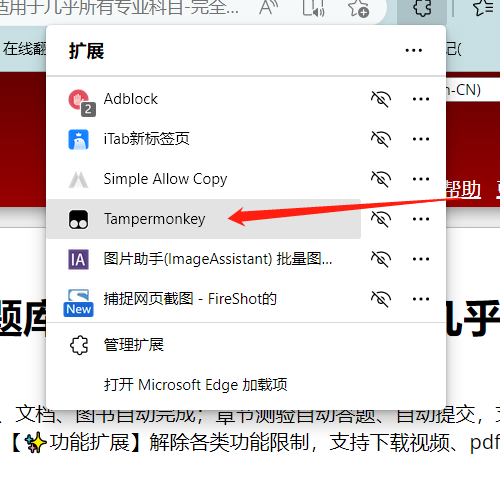 适用于几乎所有专业科目-完全...
在线翻
记(
扩展
n-CN)
Adblock
2
iTab新标签页
Simple Allow Copy
帮助
Tampermonkey
IA
图片助手(ImageAssistant) 批量图...
捕捉网页截图 - FireShot的
New
题库
几乎
管理扩展
打开 Microsoft Edge 加载项
、文档、图书自动完成；章节测验自动答题、自动提交，支
【✨功能扩展】解除各类功能限制，支持下载视频、pdf